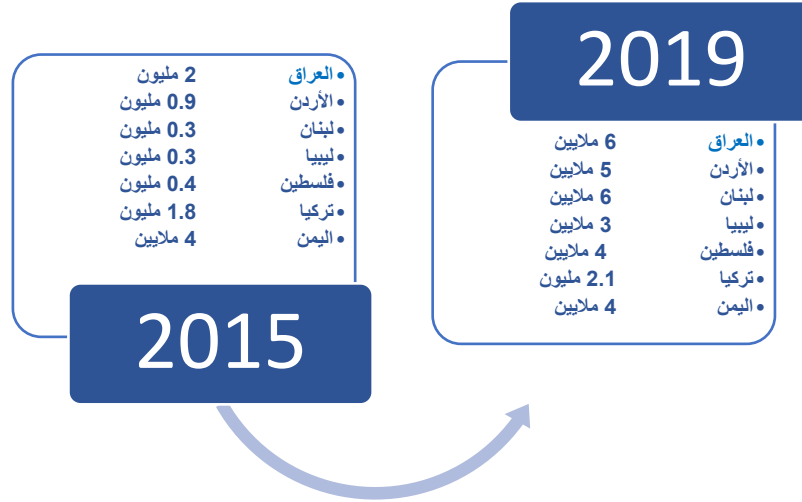 • العراق 2 مليون
• الأردن 0.9 مليون
• لبنان 0.3 مليون
• ليبيا 0.3 مليون
• فلسطين 0.4 مليون
• تركيا 1.8 مليون
• اليمن 4 ملايين
2015
2019
• العراق 6 ملايين
• الأردن 5 ملايين
• لبنان 6 ملايين
• ليبيا 3 ملايين
• فلسطين 4 ملايين
• تركيا 2.1 مليون
• اليمن 4 ملايين